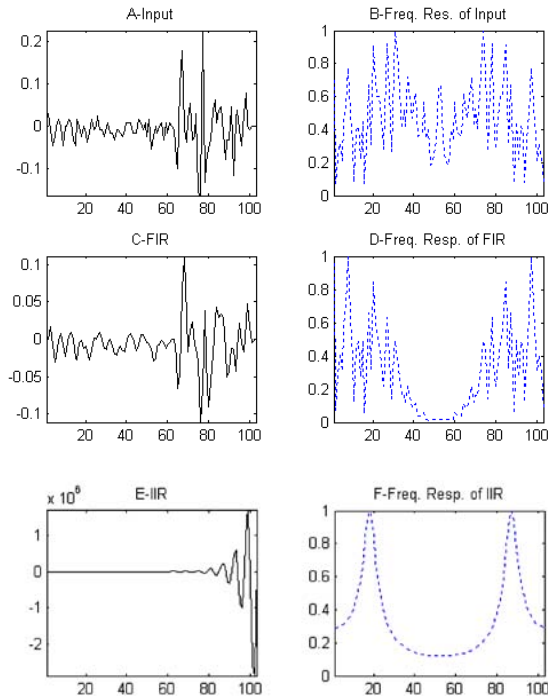 A-Input
B-Freq. Res. of Input
0.2
0.1
0
-0.1
20 40 60 80 100
1
0.8
0.6
0.4
0.2
0
20 40 60 80 100
C-FIR
D-Freq. Resp. of FIR
0.1
0.05
0
-0.05
-0.1
20 40 60 80 100
1
0.8
0.6
0.4
0.2
0
20 40 60 80 100
x 10^6
E-IIR
F-Freq. Resp. of IIR
0
-1
-2
20 40 60 80 100
1
0.8
0.6
0.4
0.2
0
20 40 60 80 100